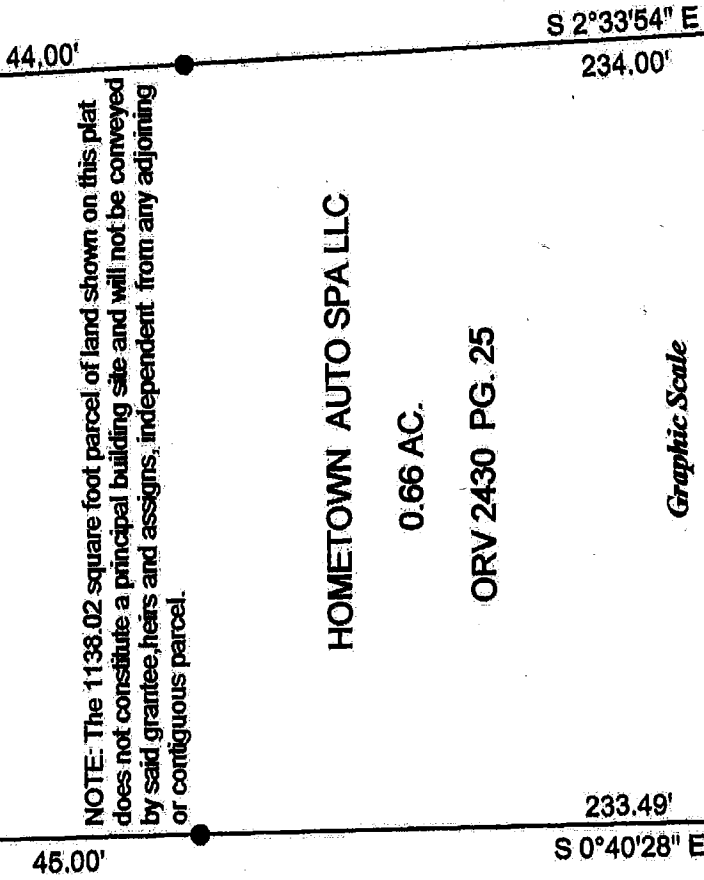 S 2°33'54" E
44.00'
234.00'
NOTE: The 1138.02 square foot parcel of land shown on this plat
does not constitute a principal building site and will not be conveyed
by said grantee,heirs and assigns, independent from any adjoining
or contiguous parcel.
HOMETOWN AUTO SPA LLC
0.66 AC.
ORV 2430 PG. 25
Graphic Scale
233.49'
S 0°40'28" E
45.00'